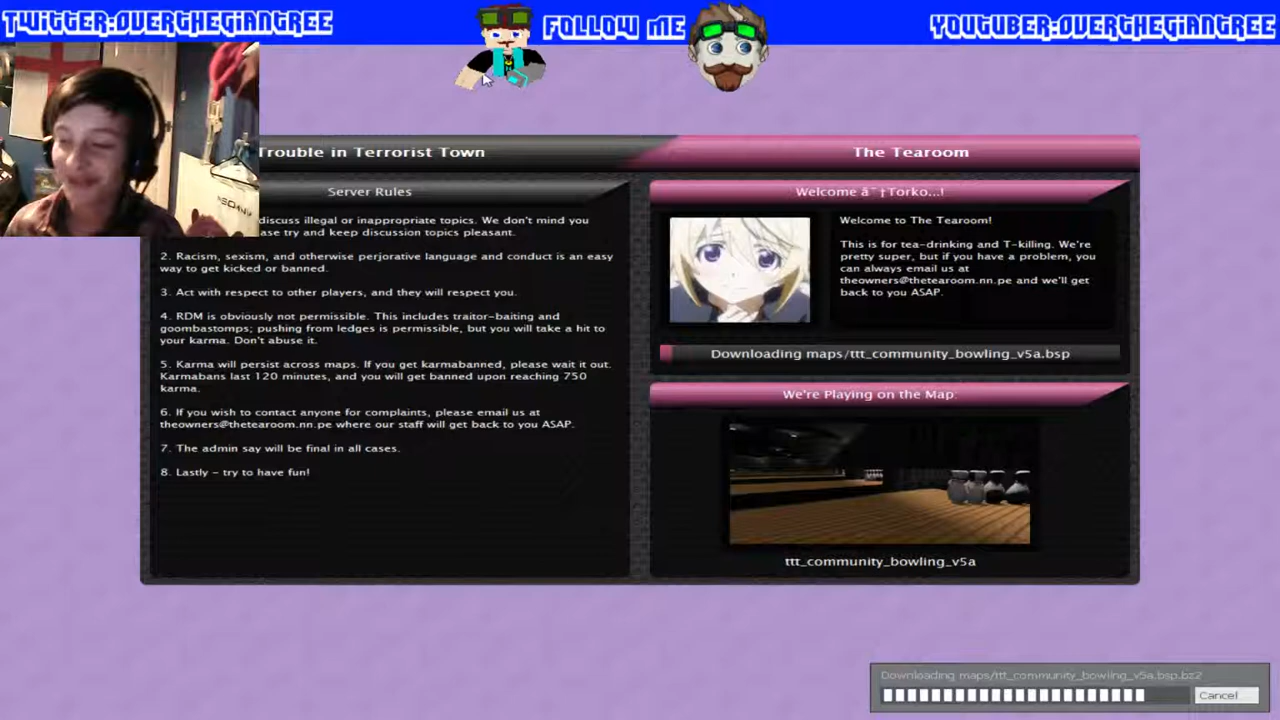 TWITTER:OVERTHEGIANTREE
FOLLOW ME
YOUTUBER:OVERTHEGIANTREE
Trouble in Terrorist Town
The Tearoom
Server Rules
discuss illegal or inappropriate topics. We don't mind you
ase try and keep discussion topics pleasant.
2. Racism, sexism, and otherwise perjorative language and conduct is an easy
way to get kicked or banned.
3. Act with respect to other players, and they will respect you.
4. RDM is obviously not permissible. This includes traitor-baiting and
goombastomps; pushing from ledges is permissible, but you will take a hit to
your karma. Don't abuse it.
5. Karma will persist across maps. If you get karmabanned, please wait it out.
Karmabans last 120 minutes, and you will get banned upon reaching 750
karma.
6. If you wish to contact anyone for complaints, please email us at
theowners@thetearoom.nn.pe where our staff will get back to you ASAP.
7. The admin say will be final in all cases.
8. Lastly - try to have fun!
Welcome â˜†Torko...!
Welcome to The Tearoom!
This is for tea-drinking and T-killing. We're
pretty super, but if you have a problem, you
can always email us at
theowners@thetearoom.nn.pe and we'll get
back to you ASAP.
Downloading maps/ttt_community_bowling_v5a.bsp
We're Playing on the Map:
ttt_community_bowling_v5a
Downloading maps/ttt_community_bowling_v5a.bsp.bz2
Cancel